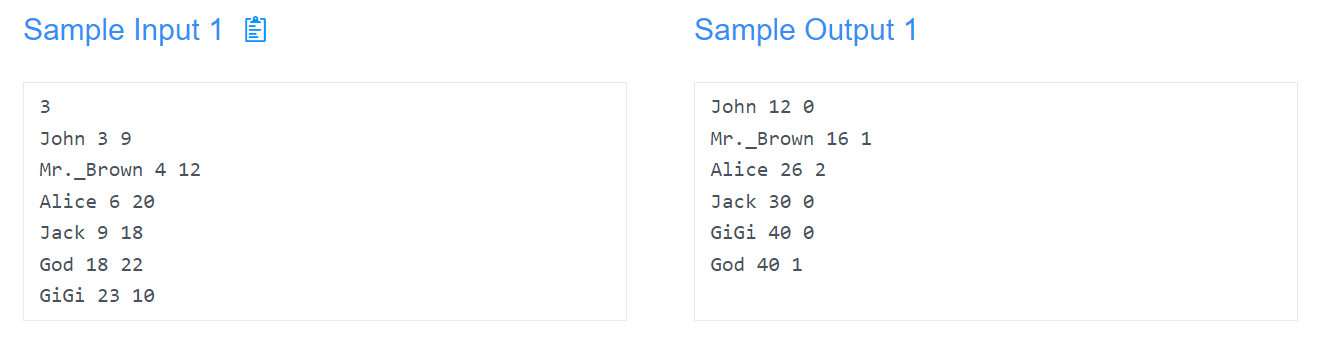 Sample Input 1
3
John 3 9
Mr._Brown 4 12
Alice 6 20
Jack 9 18
God 18 22
GiGi 23 10
Sample Output 1
John 12 0
Mr._Brown 16 1
Alice 26 2
Jack 30 0
GiGi 40 0
God 40 1